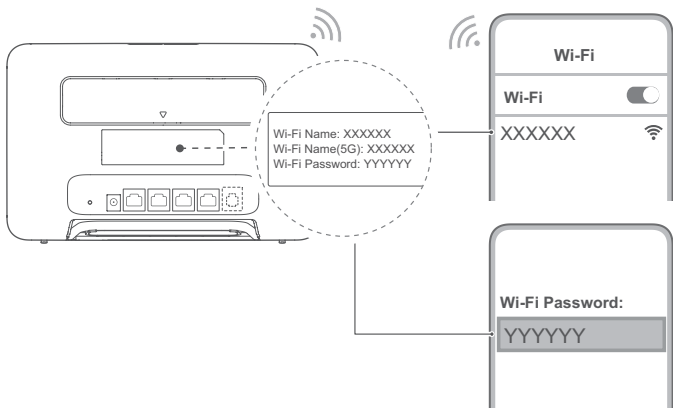 Wi-Fi
Wi-Fi
XXXXXX
Wi-Fi Name: XXXXXX
Wi-Fi Name(5G): XXXXXX
Wi-Fi Password: YYYYYY
Wi-Fi Password:
YYYYYY